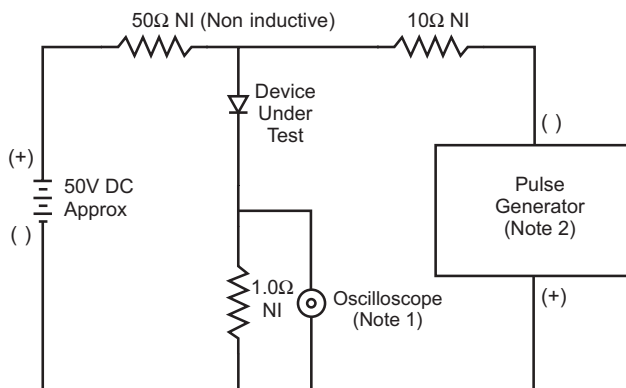 50Ω NI (Non inductive)
10Ω NI
Device
Under
Test
( )
(+)
50V DC
Approx
( )
Pulse
Generator
(Note 2)
1.0Ω
NI
Oscilloscope
(Note 1)
(+)